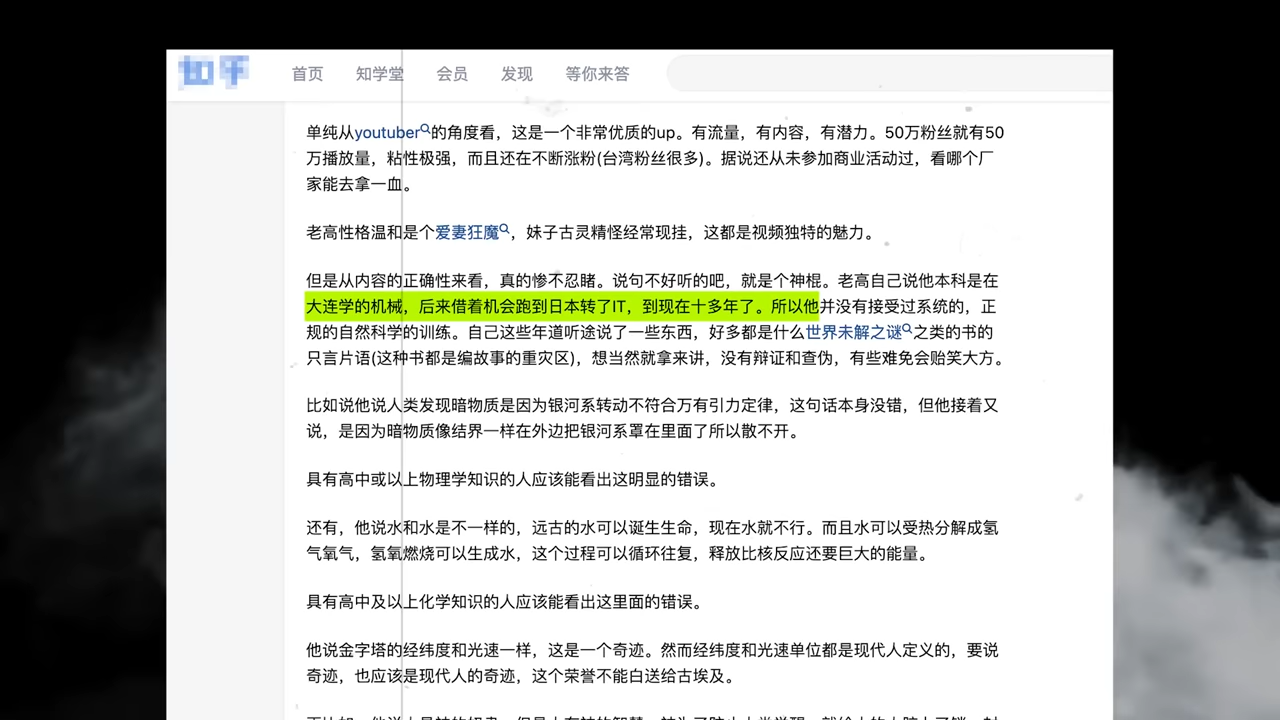 知乎
首页 知学堂 会员 发现 等你来答
单纯从youtuber的角度看，这是一个非常优质的up。有流量，有内容，有潜力。50万粉丝就有50
万播放量，粘性极强，而且还在不断涨粉(台湾粉丝很多)。据说还从未参加商业活动过，看哪个厂
家能去拿一血。
老高性格温和是个爱妻狂魔，妹子古灵精怪经常现挂，这都是视频独特的魅力。
但是从内容的正确性来看，真的惨不忍睹。说句不好听的吧，就是个神棍。老高自己说他本科是在
大连学的机械，后来借着机会跑到日本转了IT，到现在十多年了。所以他并没有接受过系统的，正
规的自然科学的训练。自己这些年道听途说了一些东西，好多都是什么世界未解之谜之类的书的
只言片语(这种书都是编故事的重灾区)，想当然就拿来讲，没有辩证和查伪，有些难免会贻笑大方。
比如说他说人类发现暗物质是因为银河系转动不符合万有引力定律，这句话本身没错，但他接着又
说，是因为暗物质像结界一样在外边把银河系罩在里面了所以散不开。
具有高中或以上物理学知识的人应该能看出这明显的错误。
还有，他说水和水是不一样的，远古的水可以诞生生命，现在水就不行。而且水可以受热分解成氢
气氧气，氢氧燃烧可以生成水，这个过程可以循环往复，释放比核反应还要巨大的能量。
具有高中及以上化学知识的人应该能看出这里面的错误。
他说金字塔的经纬度和光速一样，这是一个奇迹。然而经纬度和光速单位都是现代人定义的，要说
奇迹，也应该是现代人的奇迹，这个荣誉不能白送给古埃及。